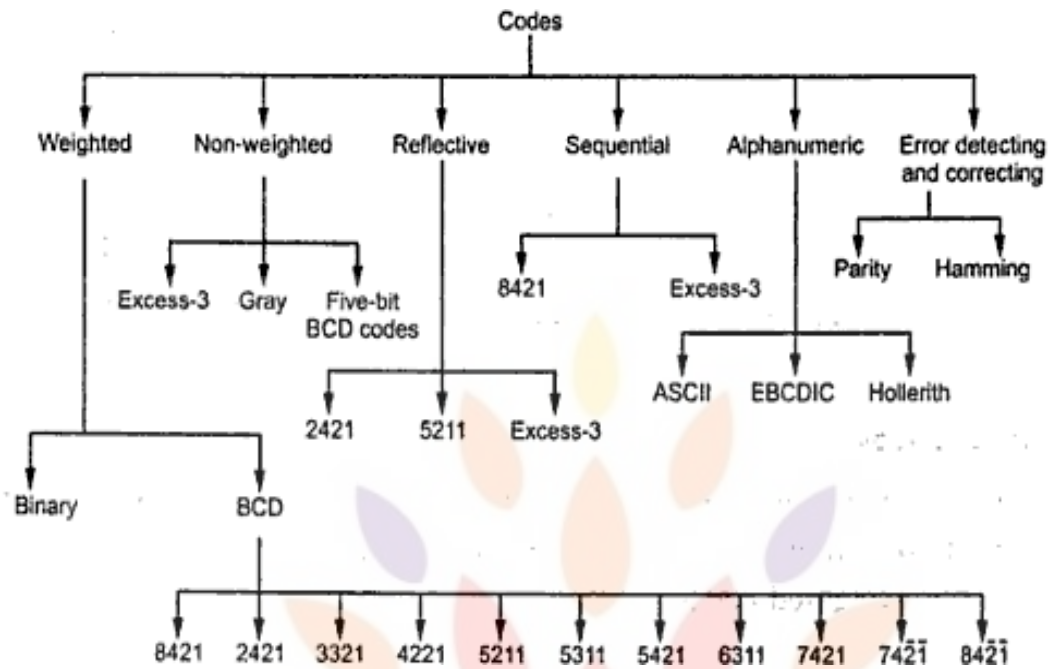 Codes
Weighted Non-weighted Reflective Sequential Alphanumeric Error detecting and correcting
Parity Hamming
8421 Excess-3
Excess-3 Gray Five-bit BCD codes
ASCII EBCDIC Hollerith
2421 5211 Excess-3
Binary BCD
8421 2421 3321 4221 5211 5311 5421 6311 7421 742̅1̅ 842̅1̅